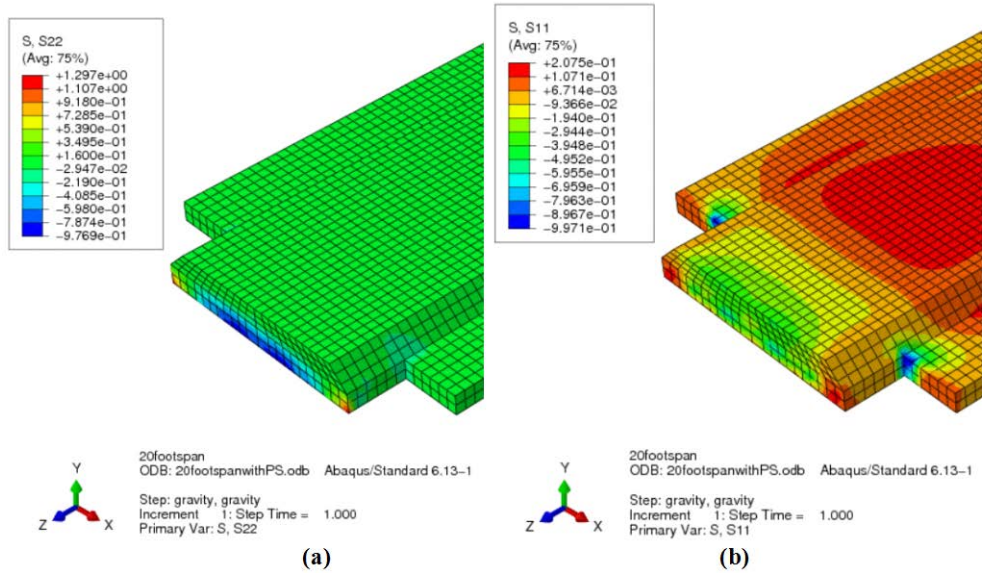 S, S22
(Avg: 75%)
+1.297e+00
+1.107e+00
+9.180e−01
+7.285e−01
+5.390e−01
+3.495e−01
+1.600e−01
−2.947e−02
−2.190e−01
−4.085e−01
−5.980e−01
−7.874e−01
−9.769e−01
Y
Z
X
20footspan
ODB: 20footspanwithPS.odb Abaqus/Standard 6.13−1
Step: gravity, gravity
Increment 1: Step Time = 1.000
Primary Var: S, S22
(a)
S, S11
(Avg: 75%)
+2.075e−01
+1.071e−01
+6.714e−03
−9.366e−02
−1.940e−01
−2.944e−01
−3.948e−01
−4.952e−01
−5.955e−01
−6.959e−01
−7.963e−01
−8.967e−01
−9.971e−01
Y
Z
X
20footspan
ODB: 20footspanwithPS.odb Abaqus/Standard 6.13−1
Step: gravity, gravity
Increment 1: Step Time = 1.000
Primary Var: S, S11
(b)